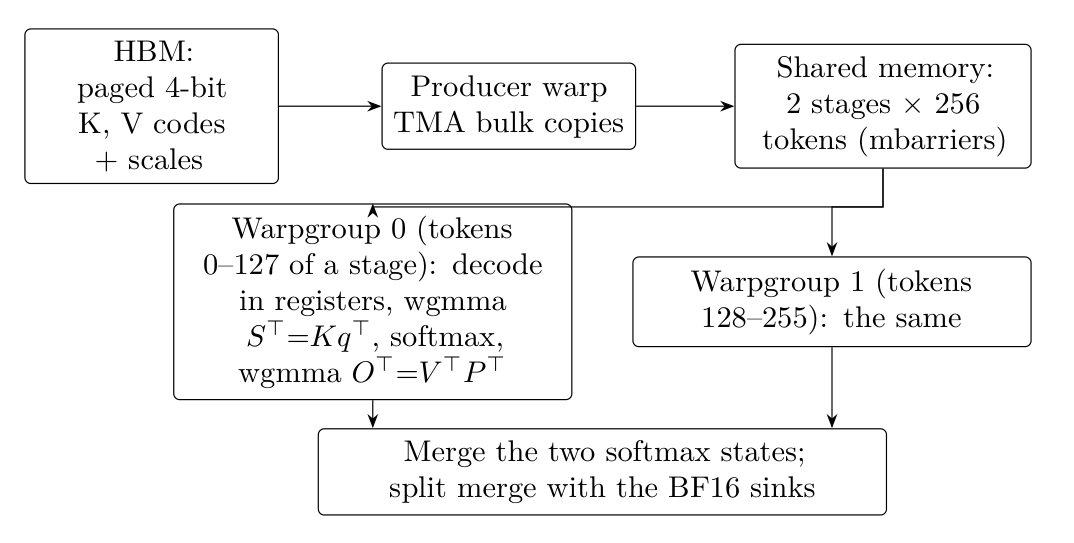 HBM:
paged 4-bit
K, V codes
+ scales
Producer warp
TMA bulk copies
Shared memory:
2 stages × 256
tokens (mbarriers)
Warpgroup 0 (tokens
0–127 of a stage): decode
in registers, wgmma
S⊤=Kq⊤, softmax,
wgmma O⊤=V⊤P⊤
Warpgroup 1 (tokens
128–255): the same
Merge the two softmax states;
split merge with the BF16 sinks